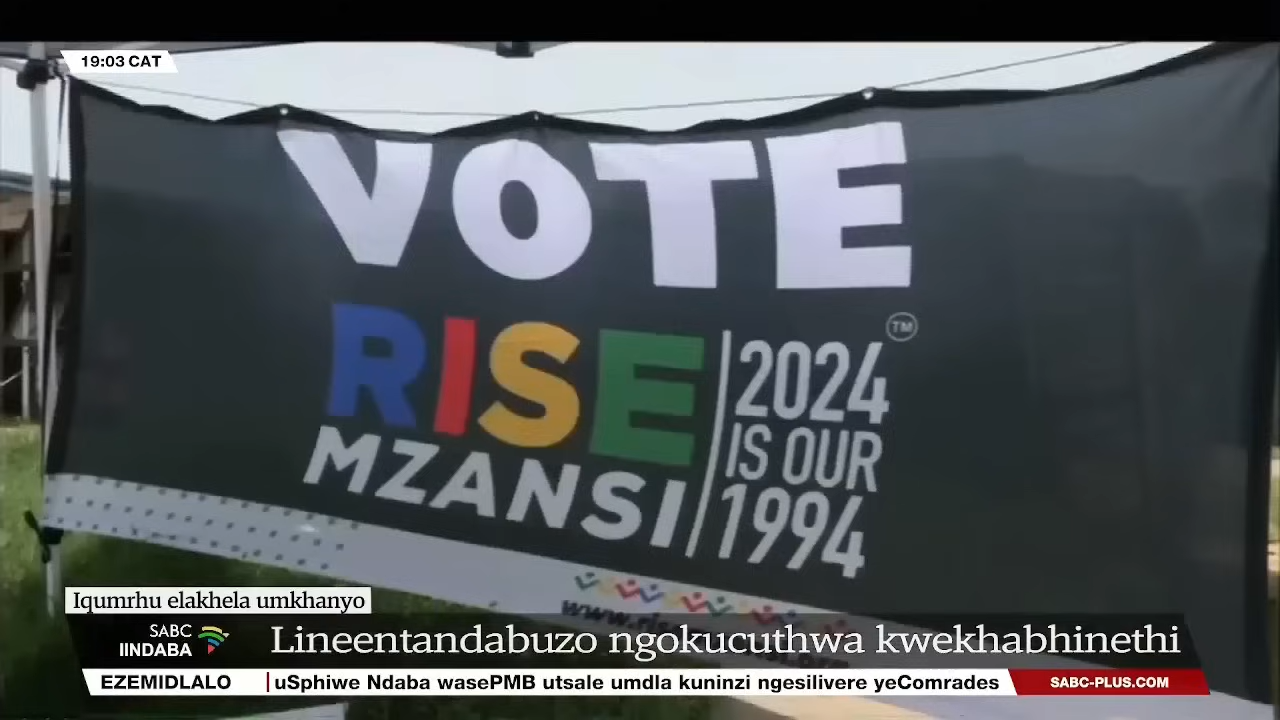 19:03 CAT
VOTE
RISE
MZANSI
2024
IS OUR
1994
TM
Iqumrhu elakhela umkhanyo
SABC
IINDABA
Lineentandabuzo ngokucuthwa kwekhabhinethi
EZEMIDLALO
uSphiwe Ndaba wasePMB utsale umdla kuninzi ngesilivere yeComrades
SABC-PLUS.COM